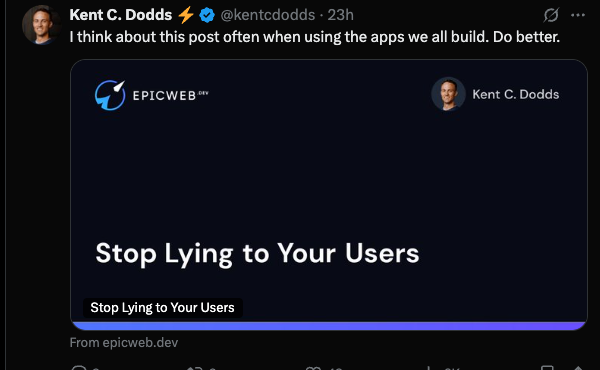 Kent C. Dodds ⚡ @kentcdodds · 23h
I think about this post often when using the apps we all build. Do better.
EPICWEB.DEV
Kent C. Dodds
Stop Lying to Your Users
Stop Lying to Your Users
From epicweb.dev